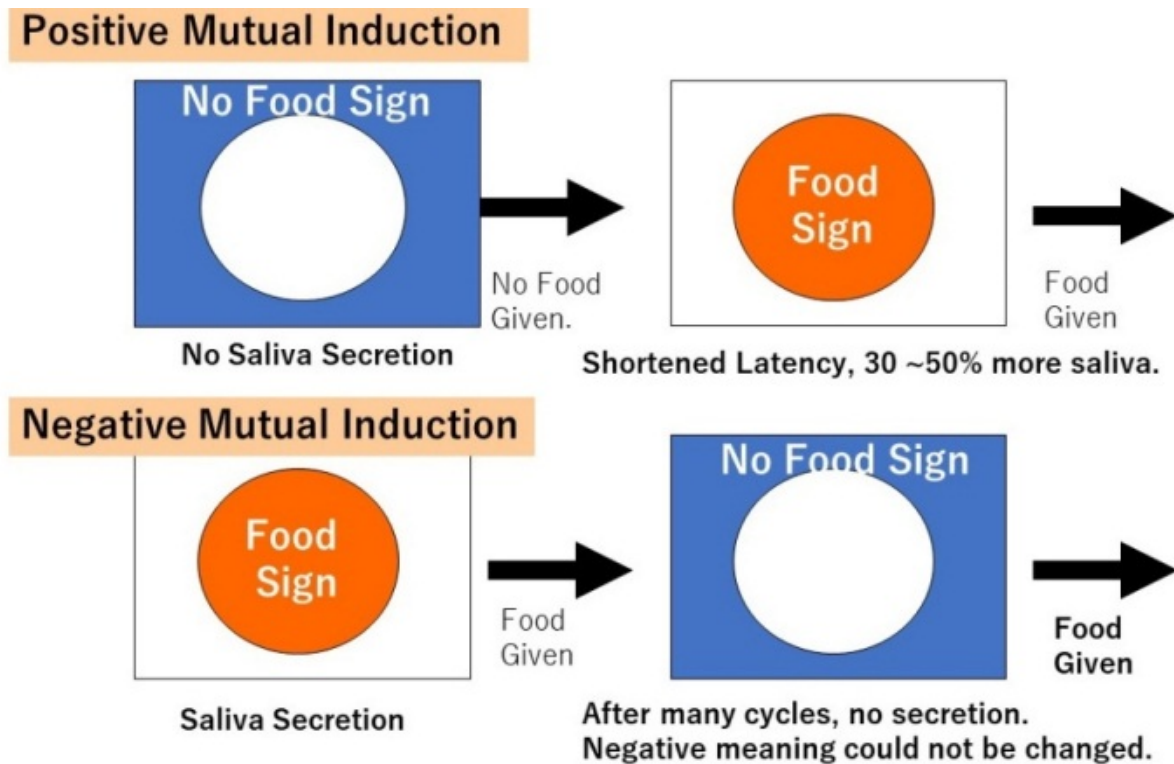 Positive Mutual Induction
No Food Sign
Food
Sign
No Food
Given.
Food
Given
No Saliva Secretion
Shortened Latency, 30 ~50% more saliva.
Negative Mutual Induction
Food
Sign
No Food Sign
Food
Given
Food
Given
Saliva Secretion
After many cycles, no secretion.
Negative meaning could not be changed.